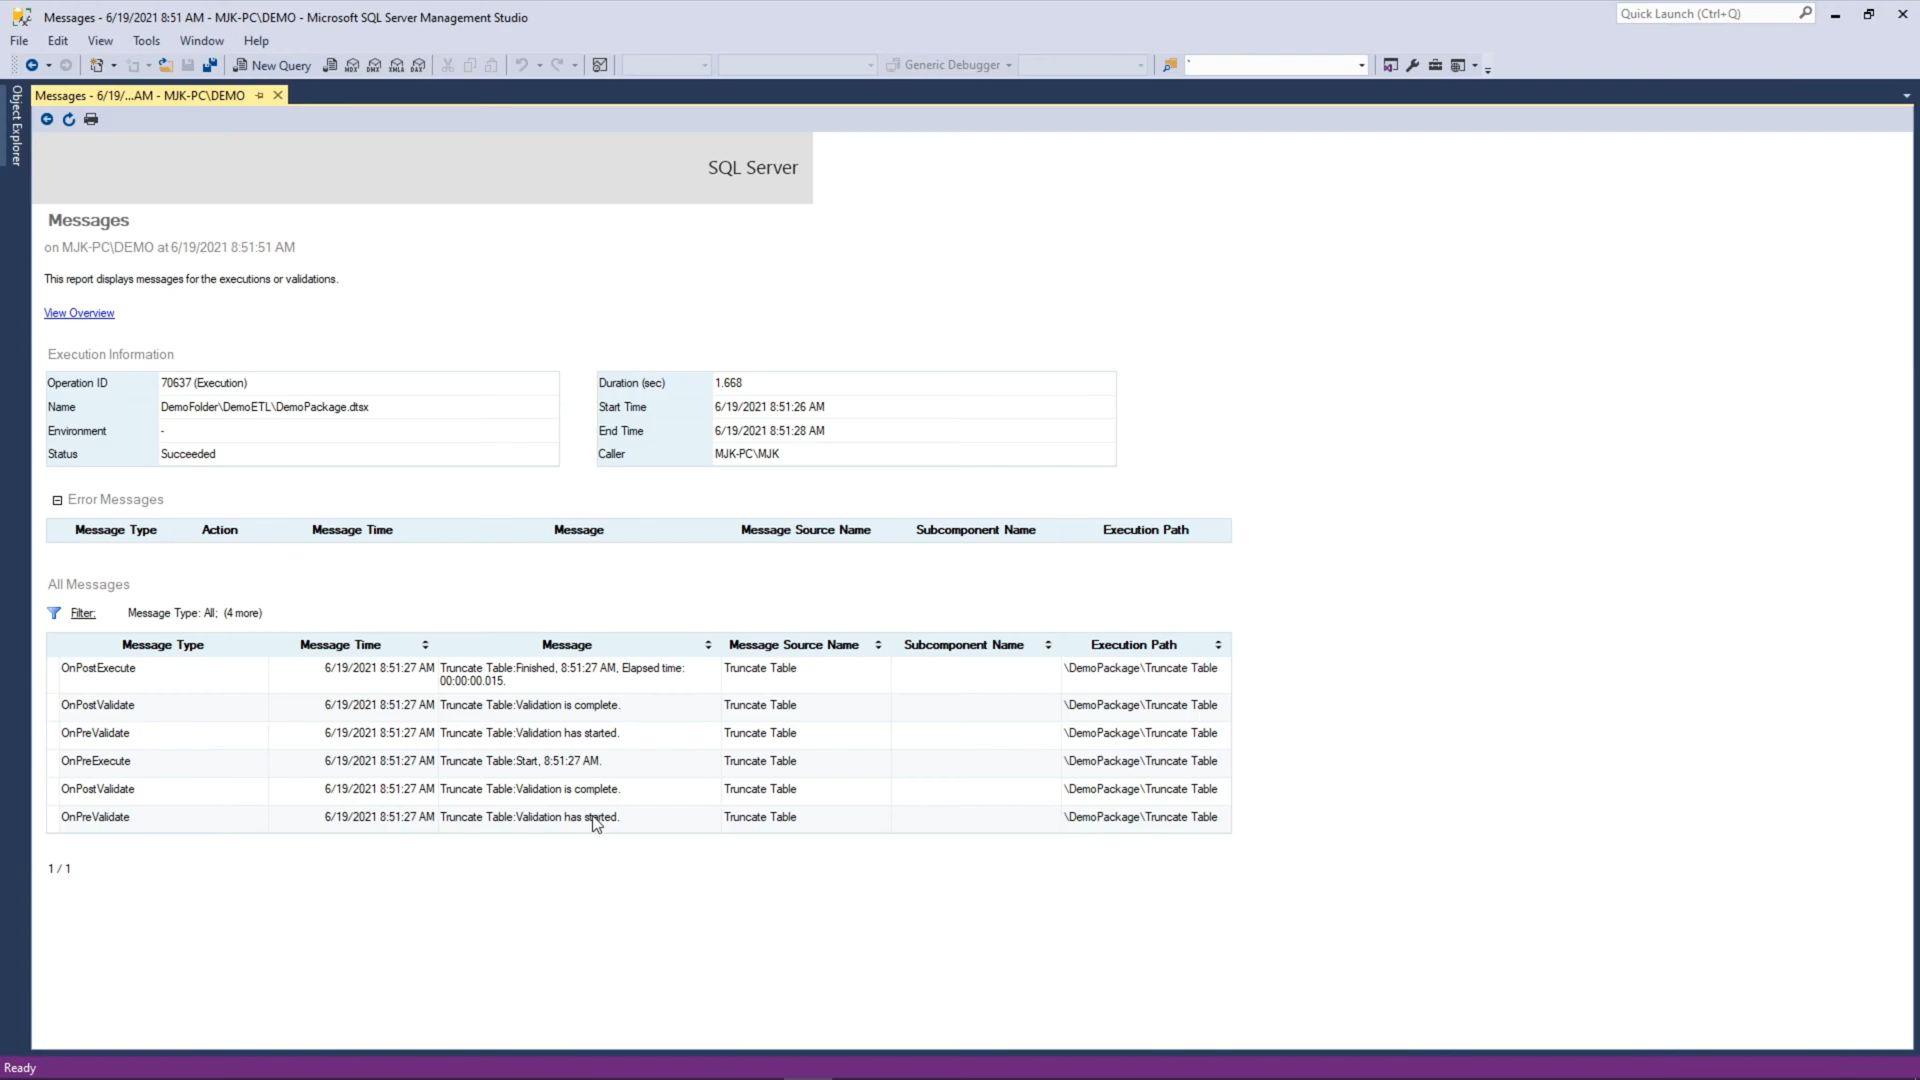 Messages - 6/19/2021 8:51 AM - MJK-PC\DEMO - Microsoft SQL Server Management Studio
Quick Launch (Ctrl+Q)
File Edit View Tools Window Help
New Query
Generic Debugger
Object Explorer
Messages - 6/19/...AM - MJK-PC\DEMO
SQL Server
Messages
on MJK-PC\DEMO at 6/19/2021 8:51:51 AM
This report displays messages for the executions or validations.
View Overview
Execution Information
Operation ID 70637 (Execution) Duration (sec) 1.668
Name DemoFolder\DemoETL\DemoPackage.dtsx Start Time 6/19/2021 8:51:26 AM
Environment - End Time 6/19/2021 8:51:28 AM
Status Succeeded Caller MJK-PC\MJK
Error Messages
Message Type Action Message Time Message Message Source Name Subcomponent Name Execution Path
All Messages
Filter: Message Type: All; (4 more)
Message Type Message Time Message Message Source Name Subcomponent Name Execution Path
OnPostExecute 6/19/2021 8:51:27 AM Truncate Table:Finished, 8:51:27 AM, Elapsed time: Truncate Table \DemoPackage\Truncate Table
00:00:00.015.
OnPostValidate 6/19/2021 8:51:27 AM Truncate Table:Validation is complete. Truncate Table \DemoPackage\Truncate Table
OnPreValidate 6/19/2021 8:51:27 AM Truncate Table:Validation has started. Truncate Table \DemoPackage\Truncate Table
OnPreExecute 6/19/2021 8:51:27 AM Truncate Table:Start, 8:51:27 AM. Truncate Table \DemoPackage\Truncate Table
OnPostValidate 6/19/2021 8:51:27 AM Truncate Table:Validation is complete. Truncate Table \DemoPackage\Truncate Table
OnPreValidate 6/19/2021 8:51:27 AM Truncate Table:Validation has started. Truncate Table \DemoPackage\Truncate Table
1 / 1
Ready